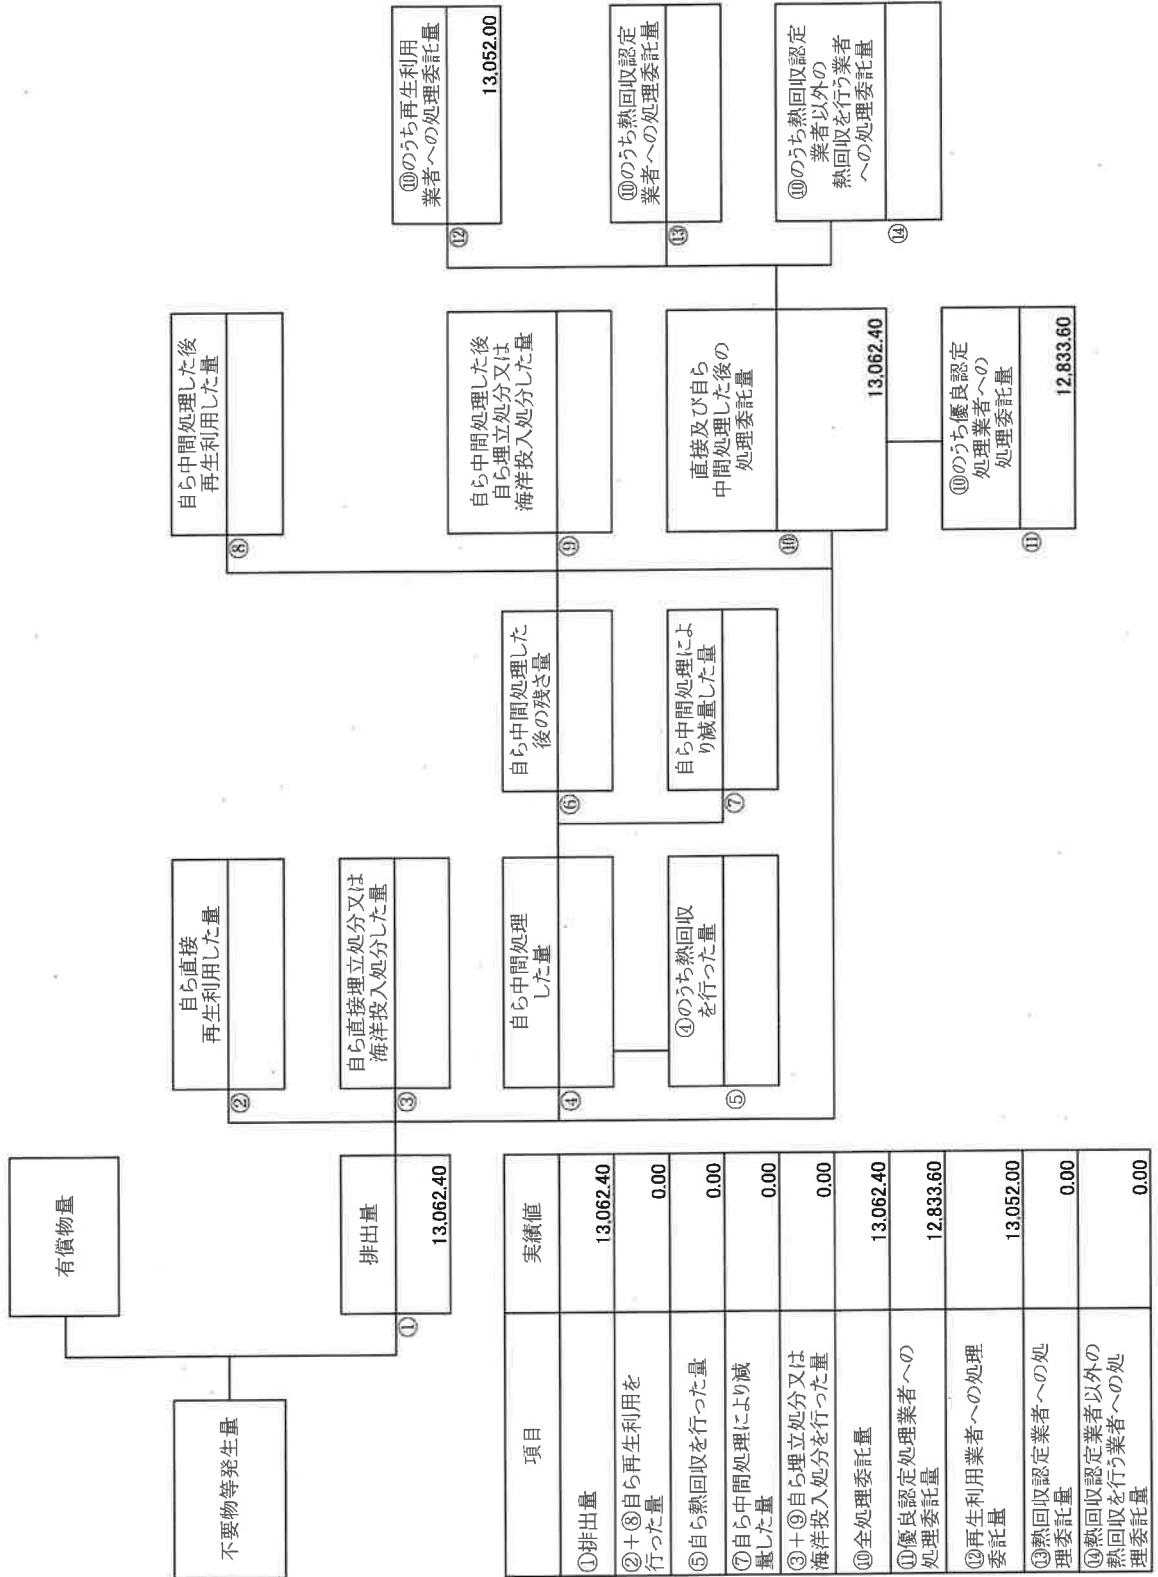 有償物量
不要物等発生量
排出量
①
13,062.40
自ら直接
再生利用した量
②
自ら直接埋立処分又は
海洋投入処分した量
③
自ら中間処理
した量
④
④のうち熱回収
を行った量
⑤
自ら中間処理した
後の残さ量
⑥
自ら中間処理によ
り減量した量
⑦
自ら中間処理した後
再生利用した量
⑧
自ら中間処理した後
自ら埋立処分又は
海洋投入処分した量
⑨
直接及び自ら
中間処理した後の
処理委託量
⑩
13,062.40
⑩のうち優良認定
処理業者への
処理委託量
⑪
12,833.60
⑩のうち再生利用
業者への処理委託量
⑫
13,052.00
⑩のうち熱回収認定
業者への処理委託量
⑬
⑩のうち熱回収認定
業者以外の
熱回収を行う業者
への処理委託量
⑭
項目 実績値
①排出量 13,062.40
②+⑧自ら再生利用を
行った量 0.00
⑤自ら熱回収を行った量 0.00
⑦自ら中間処理により減
量した量 0.00
③+⑨自ら埋立処分又は
海洋投入処分を行った量 0.00
⑩全処理委託量 13,062.40
⑪優良認定処理業者への
処理委託量 12,833.60
⑫再生利用業者への処理
委託量 13,052.00
⑬熱回収認定業者への処
理委託量 0.00
⑭熱回収認定業者以外の
熱回収を行う業者への処
理委託量 0.00